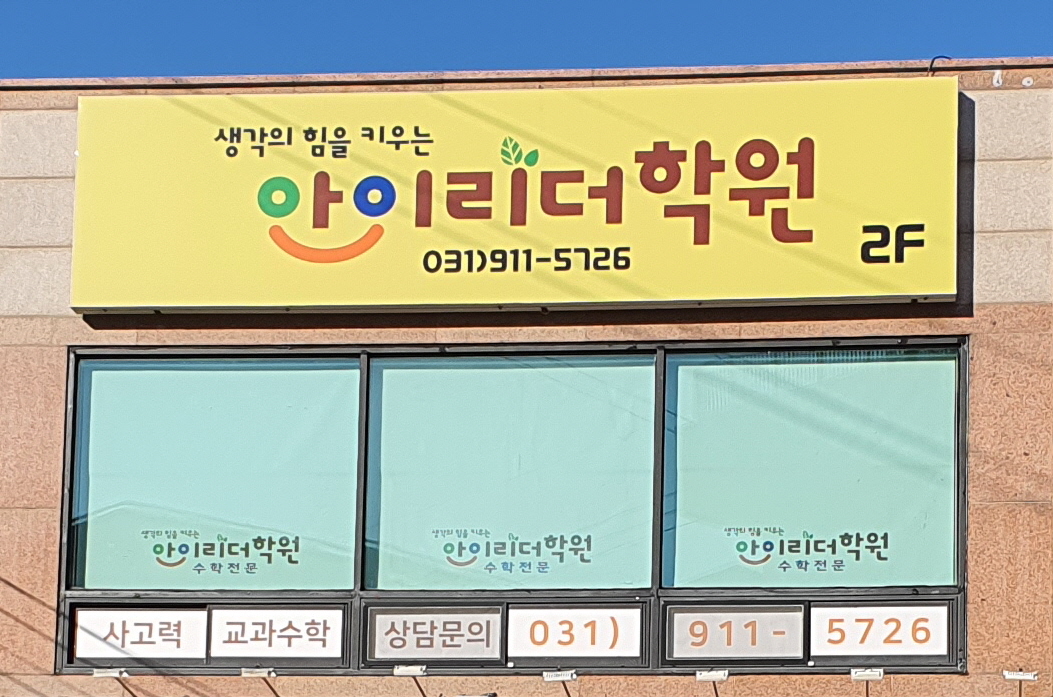 생각의 힘을 키우는
아이리더학원
031)911-5726
2F
생각의 힘을 키우는
아이리더학원
수학전문
생각의 힘을 키우는
아이리더학원
수학전문
생각의 힘을 키우는
아이리더학원
수학전문
사고력 교과수학 상담문의 031) 911- 5726